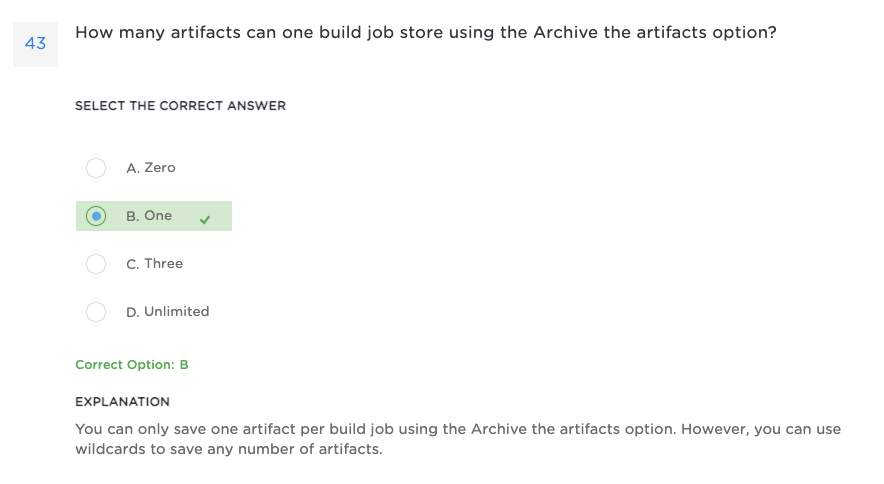 43
How many artifacts can one build job store using the Archive the artifacts option?
SELECT THE CORRECT ANSWER
A. Zero
B. One
C. Three
D. Unlimited
Correct Option: B
EXPLANATION
You can only save one artifact per build job using the Archive the artifacts option. However, you can use
wildcards to save any number of artifacts.